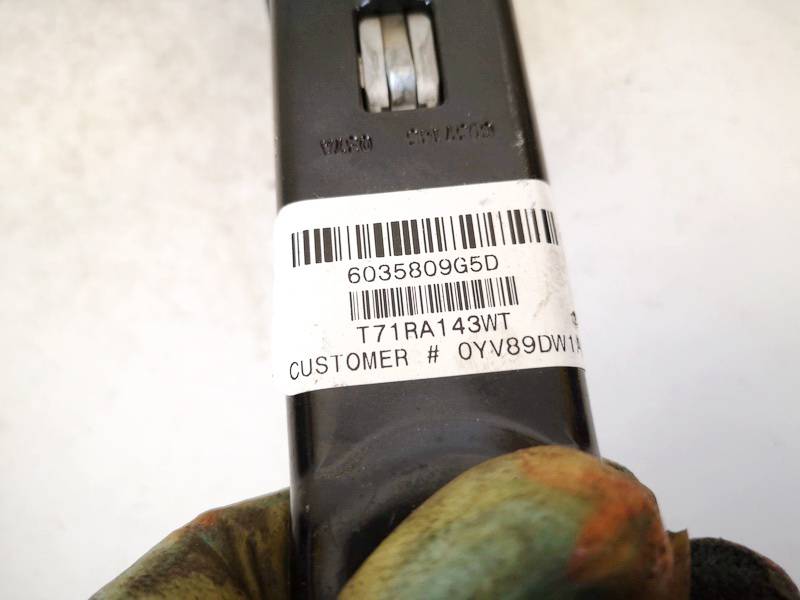 6035809G5D
T71RA143WT
CUSTOMER # 0YV89DW1A